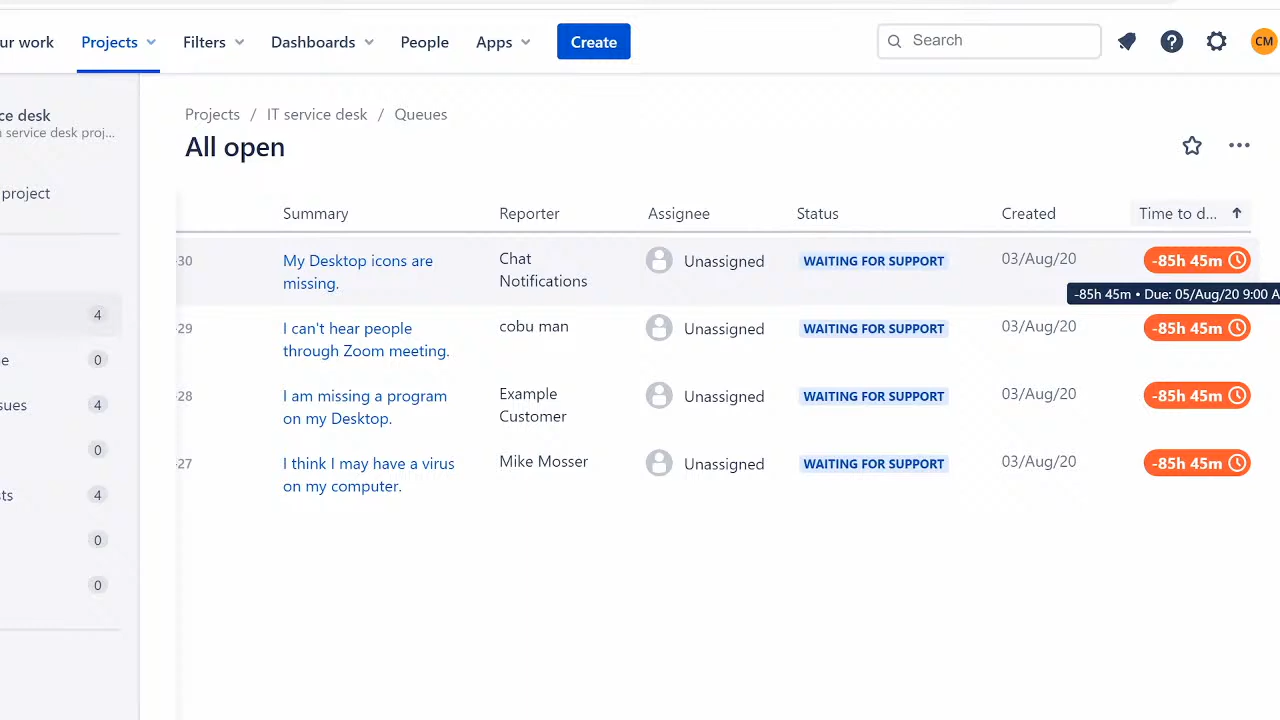 ur work Projects Filters Dashboards People Apps Create Search CM
ce desk
service desk proj...
project
4
e 0
sues 4
0
ts 4
0
0
Projects / IT service desk / Queues
All open
Summary Reporter Assignee Status Created Time to d...
-30 My Desktop icons are missing. Chat Notifications Unassigned WAITING FOR SUPPORT 03/Aug/20 -85h 45m
-85h 45m • Due: 05/Aug/20 9:00 A
-29 I can't hear people through Zoom meeting. cobu man Unassigned WAITING FOR SUPPORT 03/Aug/20 -85h 45m
-28 I am missing a program on my Desktop. Example Customer Unassigned WAITING FOR SUPPORT 03/Aug/20 -85h 45m
-27 I think I may have a virus on my computer. Mike Mosser Unassigned WAITING FOR SUPPORT 03/Aug/20 -85h 45m